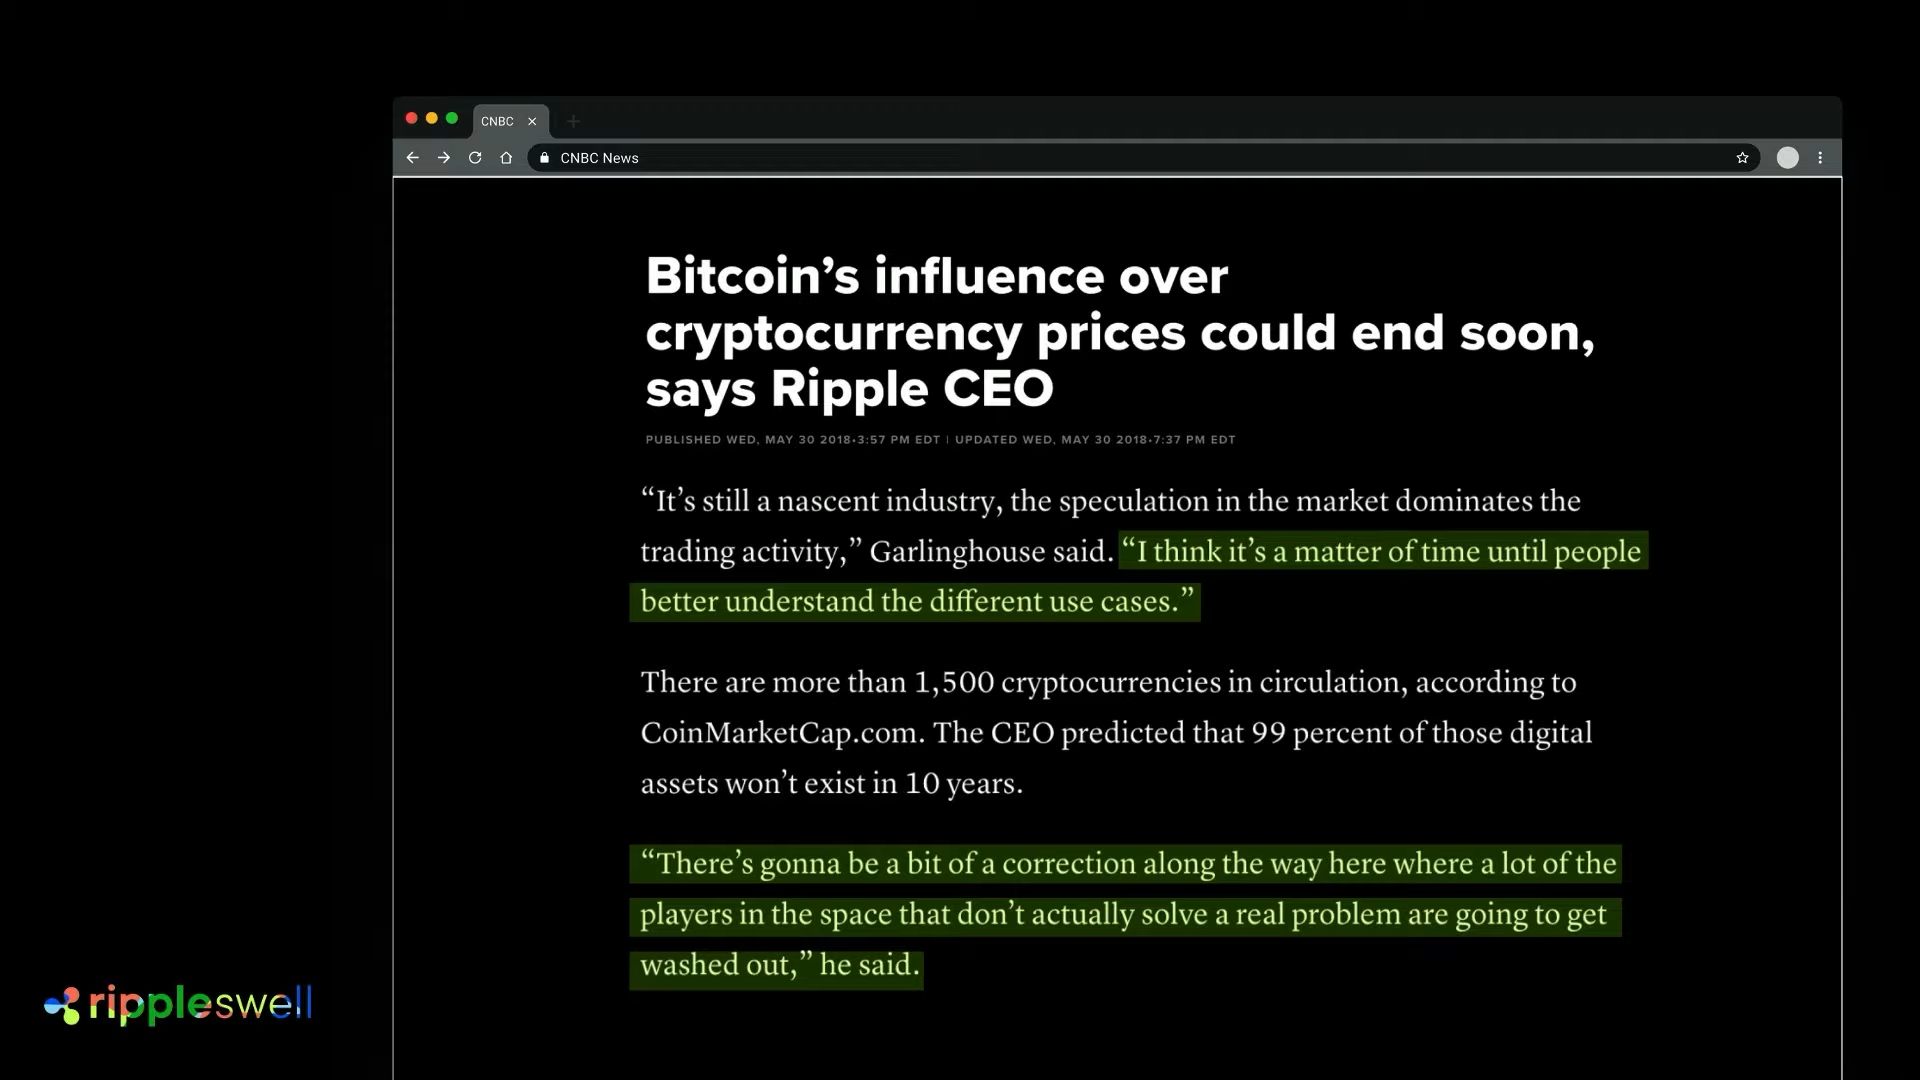 CNBC
CNBC News
Bitcoin’s influence over
cryptocurrency prices could end soon,
says Ripple CEO
PUBLISHED WED, MAY 30 2018•3:57 PM EDT | UPDATED WED, MAY 30 2018•7:37 PM EDT
“It’s still a nascent industry, the speculation in the market dominates the
trading activity,” Garlinghouse said. “I think it’s a matter of time until people
better understand the different use cases.”
There are more than 1,500 cryptocurrencies in circulation, according to
CoinMarketCap.com. The CEO predicted that 99 percent of those digital
assets won’t exist in 10 years.
“There’s gonna be a bit of a correction along the way here where a lot of the
players in the space that don’t actually solve a real problem are going to get
washed out,” he said.
rippleswell